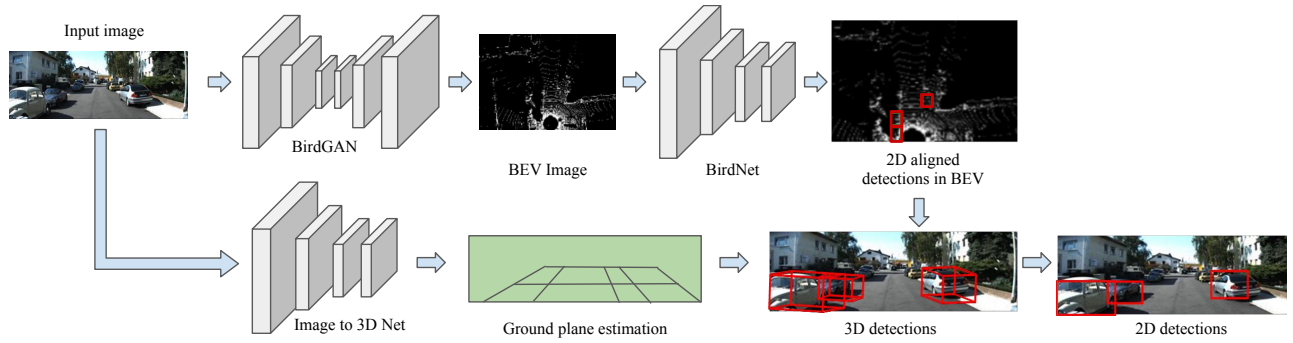 Input image
BirdGAN
BEV Image
BirdNet
2D aligned
detections in BEV
Image to 3D Net
Ground plane estimation
3D detections
2D detections